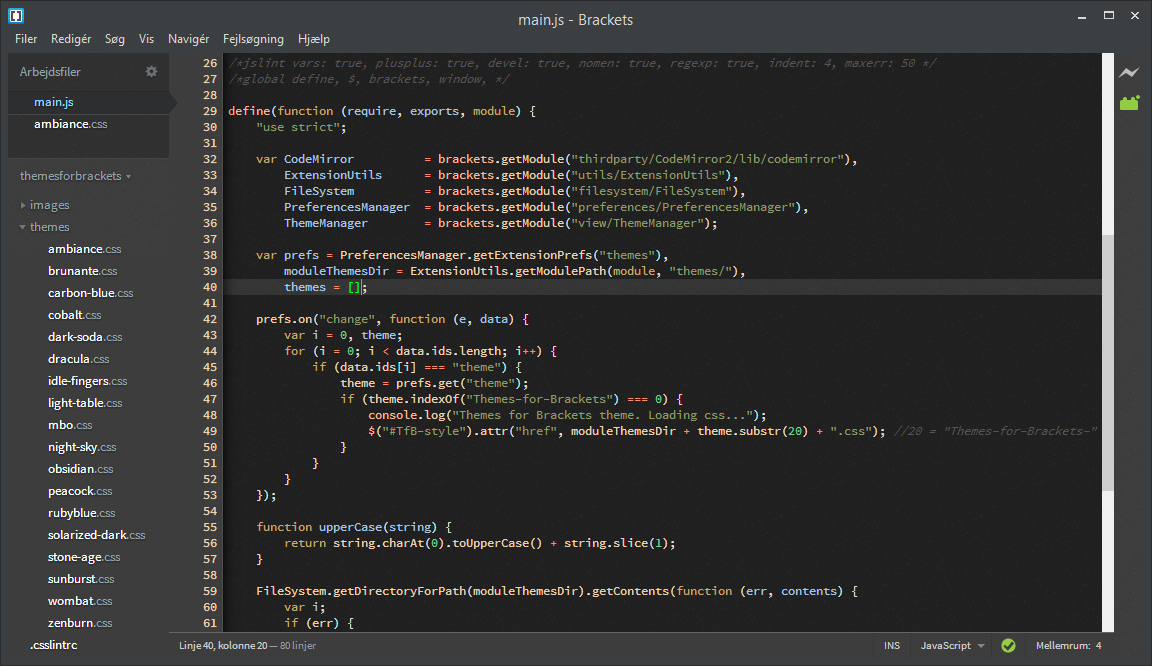 main.js - Brackets
Filer Redigér Søg Vis Navigér Fejlsøgning Hjælp
Arbejdsfiler
main.js
ambiance.css
themesforbrackets
images
themes
ambiance.css
brunante.css
carbon-blue.css
cobalt.css
dark-soda.css
dracula.css
idle-fingers.css
light-table.css
mbo.css
night-sky.css
obsidian.css
peacock.css
rubyblue.css
solarized-dark.css
stone-age.css
sunburst.css
wombat.css
zenburn.css
.csslintrc
26 /*jslint vars: true, plusplus: true, devel: true, nomen: true, regexp: true, indent: 4, maxerr: 50 */
27 /*global define, $, brackets, window, */
28
29 define(function (require, exports, module) {
30     "use strict";
31
32     var CodeMirror          = brackets.getModule("thirdparty/CodeMirror2/lib/codemirror"),
33         ExtensionUtils      = brackets.getModule("utils/ExtensionUtils"),
34         FileSystem          = brackets.getModule("filesystem/FileSystem"),
35         PreferencesManager  = brackets.getModule("preferences/PreferencesManager"),
36         ThemeManager        = brackets.getModule("view/ThemeManager");
37
38     var prefs = PreferencesManager.getExtensionPrefs("themes"),
39         moduleThemesDir = ExtensionUtils.getModulePath(module, "themes/"),
40         themes = [];
41
42     prefs.on("change", function (e, data) {
43         var i = 0, theme;
44         for (i = 0; i < data.ids.length; i++) {
45             if (data.ids[i] === "theme") {
46                 theme = prefs.get("theme");
47                 if (theme.indexOf("Themes-for-Brackets") === 0) {
48                     console.log("Themes for Brackets theme. Loading css...");
49                     $("#TfB-style").attr("href", moduleThemesDir + theme.substr(20) + ".css"); //20 = "Themes-for-Brackets-"
50                 }
51             }
52         }
53     });
54
55     function upperCase(string) {
56         return string.charAt(0).toUpperCase() + string.slice(1);
57     }
58
59     FileSystem.getDirectoryForPath(moduleThemesDir).getContents(function (err, contents) {
60         var i;
61         if (err) {
Linje 40, kolonne 20 — 80 linjer INS JavaScript Mellemrum: 4